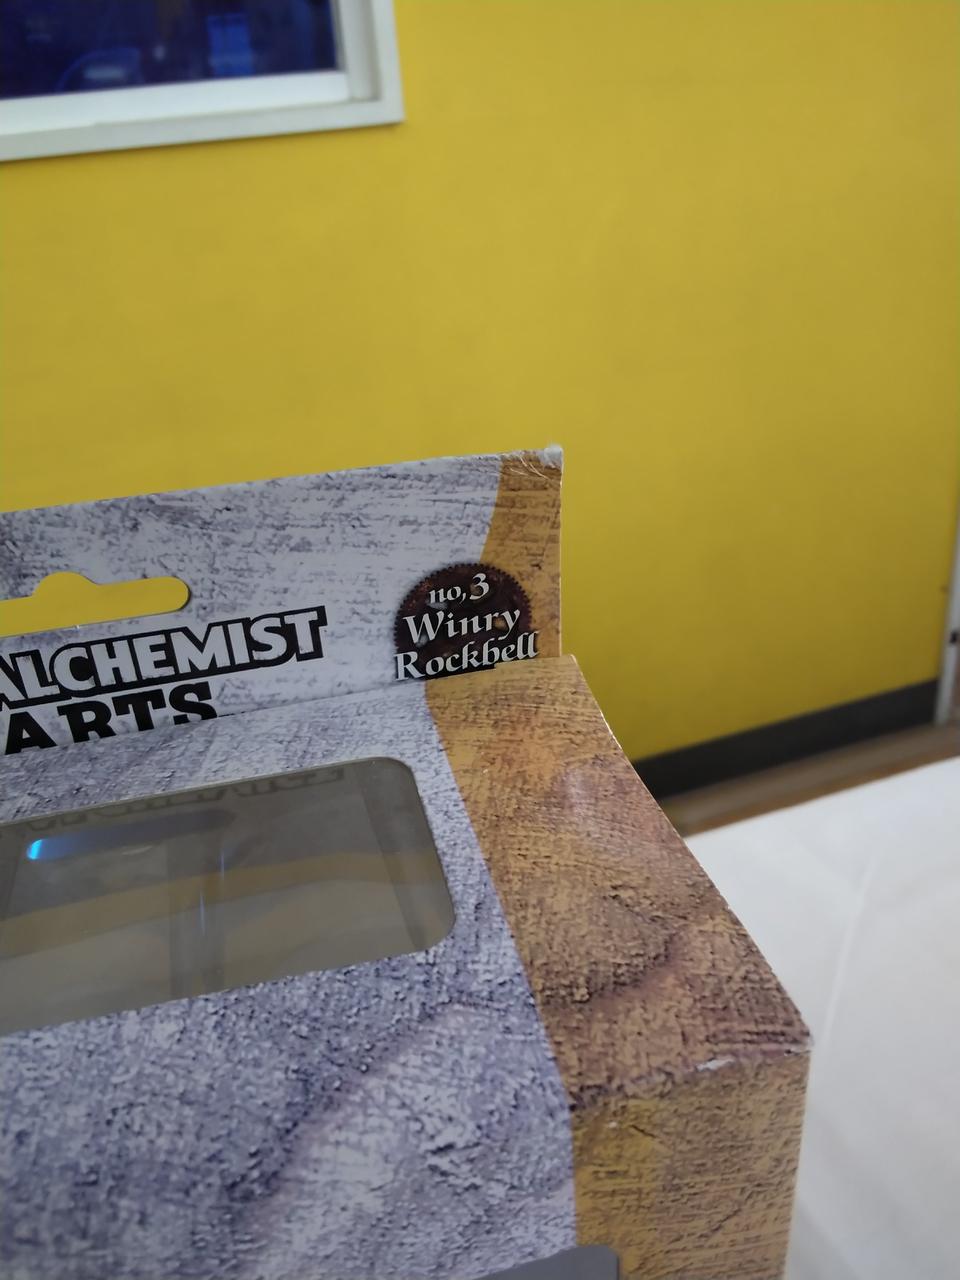 ALCHEMIST
ARTS
no, 3
Winry
Rockbell